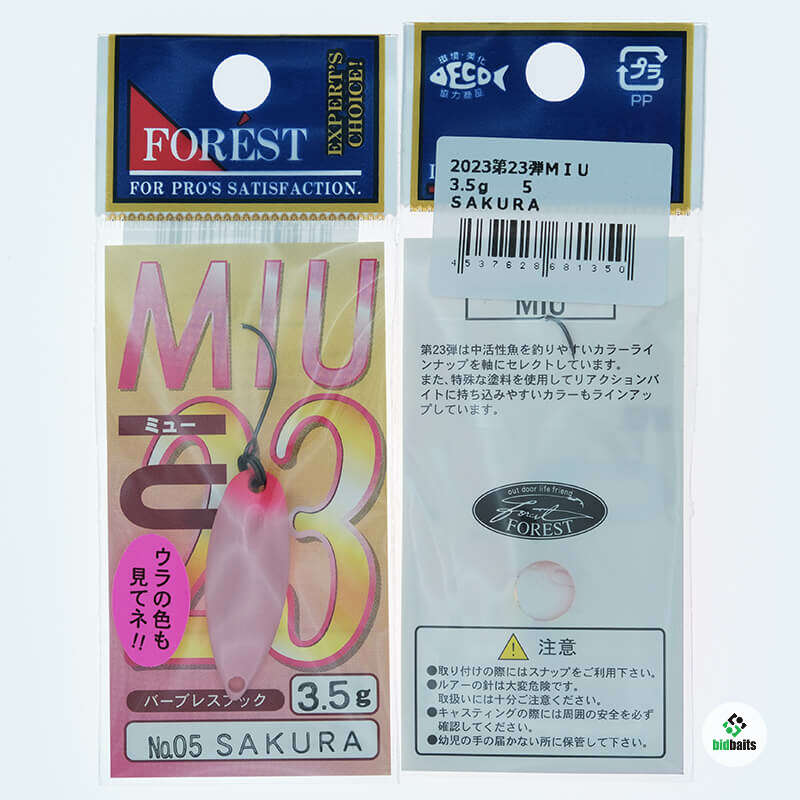 FORÉST
FOR PRO'S SATISFACTION.
EXPERT'S
CHOICE!
MIU
ミュー
23
ウラの色も
見てネ!!
バーブレスフック
3.5g
No.05 SAKURA
環境・美化
ECO
協力商品
プラ
PP
2023第23弾MIU
3.5g 5
SAKURA
4537628681350
MIU
第23弾は中活性魚を釣りやすいカラーライ
ンナップを軸にセレクトしています。
また、特殊な塗料を使用してリアクションバ
イトに持ち込みやすいカラーもラインアッ
プしています。
out door life friend
Forest
FOREST
注意
●取り付けの際にはスナップをご利用下さい。
●ルアーの針は大変危険です。
取扱いには十分ご注意ください。
●キャスティングの際には周囲の安全を必ず
確認してください。
●幼児の手の届かない所に保管して下さい。
bidbaits